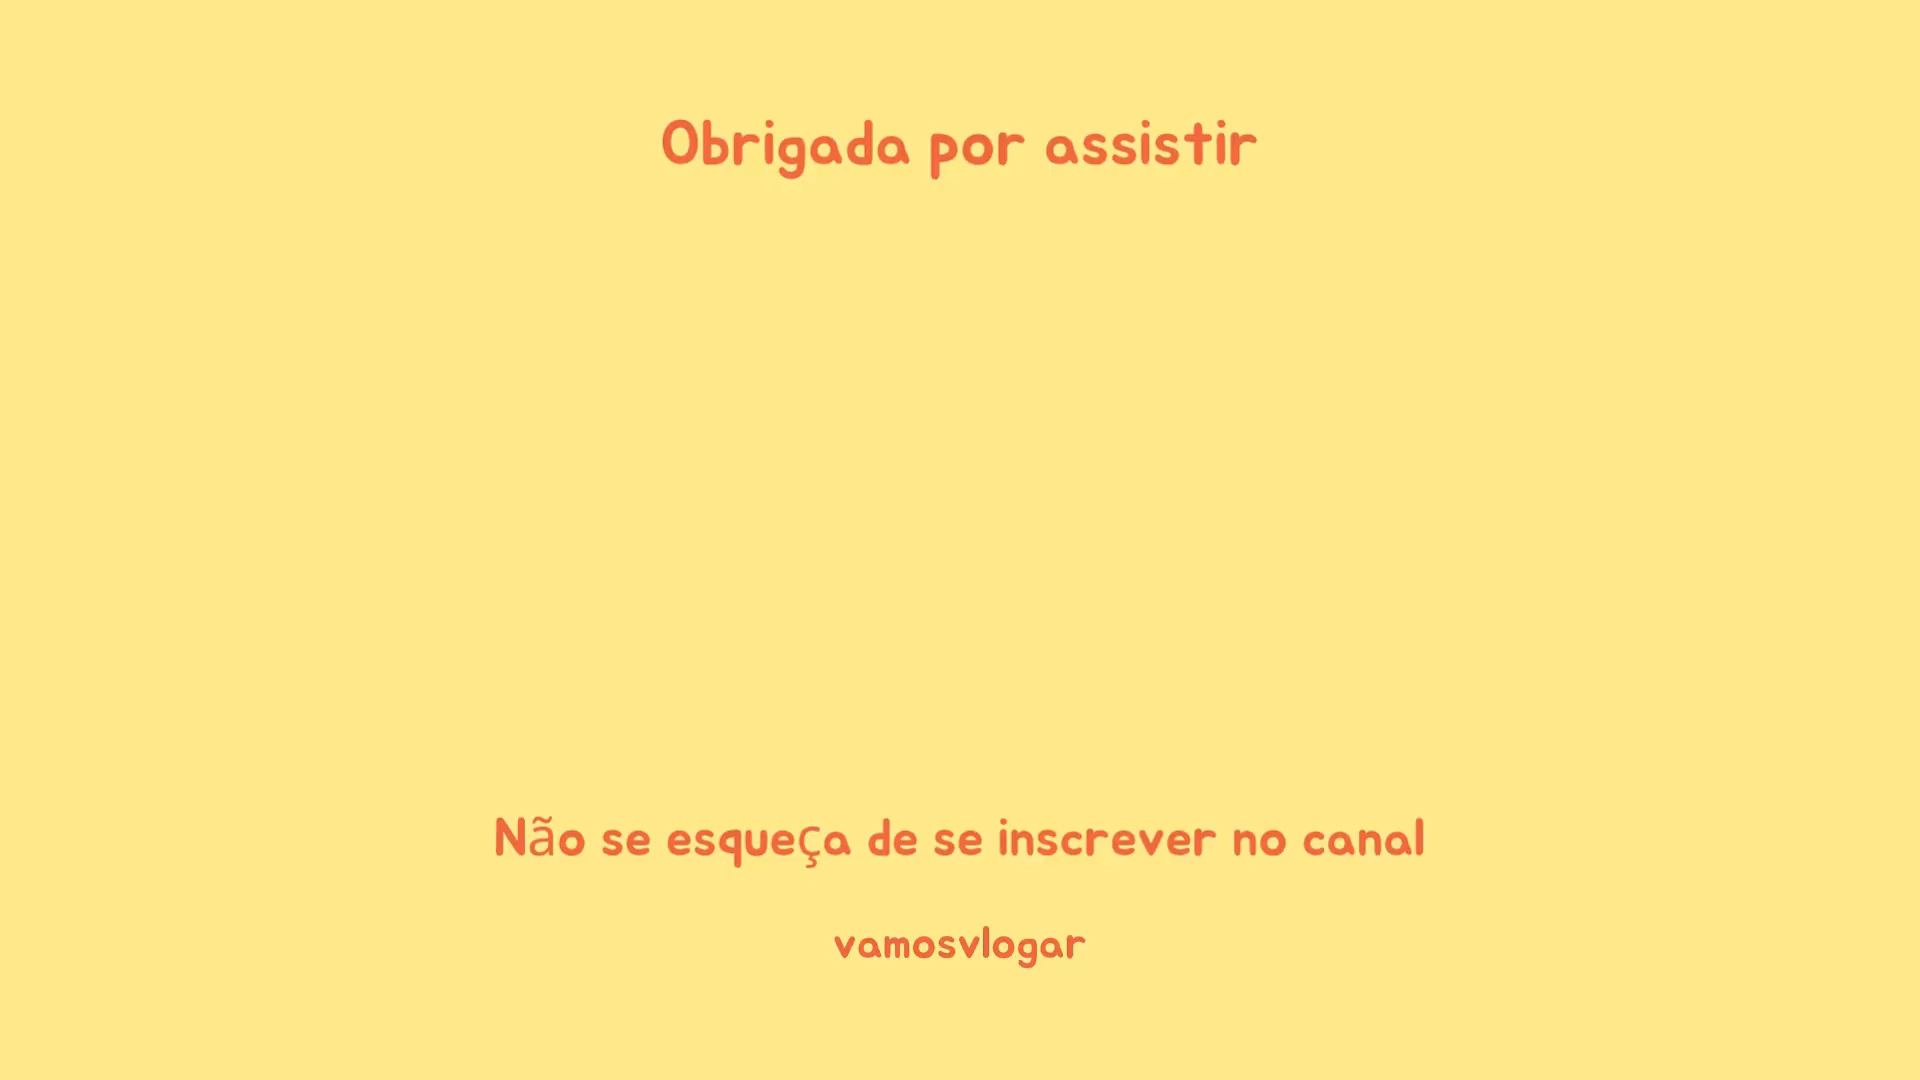 Obrigada por assistir
Não se esqueça de se inscrever no canal
vamosvlogar